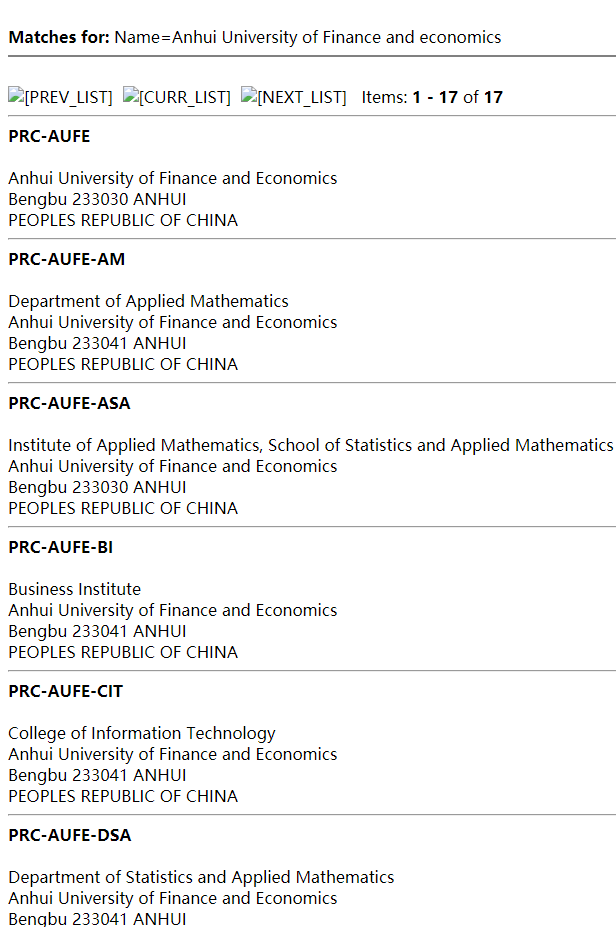 Matches for: Name=Anhui University of Finance and economics
[PREV_LIST] [CURR_LIST] [NEXT_LIST] Items: 1 - 17 of 17
PRC-AUFE
Anhui University of Finance and Economics
Bengbu 233030 ANHUI
PEOPLES REPUBLIC OF CHINA
PRC-AUFE-AM
Department of Applied Mathematics
Anhui University of Finance and Economics
Bengbu 233041 ANHUI
PEOPLES REPUBLIC OF CHINA
PRC-AUFE-ASA
Institute of Applied Mathematics, School of Statistics and Applied Mathematics
Anhui University of Finance and Economics
Bengbu 233030 ANHUI
PEOPLES REPUBLIC OF CHINA
PRC-AUFE-BI
Business Institute
Anhui University of Finance and Economics
Bengbu 233041 ANHUI
PEOPLES REPUBLIC OF CHINA
PRC-AUFE-CIT
College of Information Technology
Anhui University of Finance and Economics
Bengbu 233041 ANHUI
PEOPLES REPUBLIC OF CHINA
PRC-AUFE-DSA
Department of Statistics and Applied Mathematics
Anhui University of Finance and Economics
Bengbu 233041 ANHUI